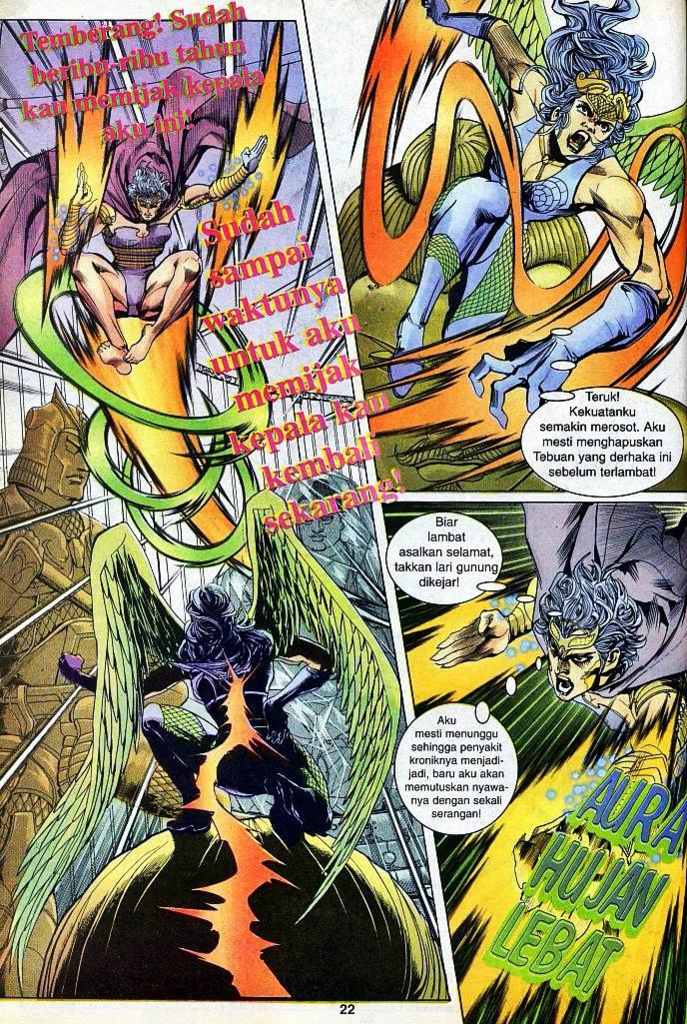 Temberang! Sudah
beribu-ribu tahun
kau memijak kepala
aku ini!
Sudah
sampai
waktunya
untuk aku
memijak
kepala kau
kembali
sekarang!
Teruk!
Kekuatanku
semakin merosot. Aku
mesti menghapuskan
Tebuan yang derhaka ini
sebelum terlambat!
Biar
lambat
asalkan selamat,
takkan lari gunung
dikejar!
Aku
mesti menunggu
sehingga penyakit
kroniknya menjadi-
jadi, baru aku akan
memutuskan nyawa-
nya dengan sekali
serangan!
AURA
HUJAN
LEBAT
22